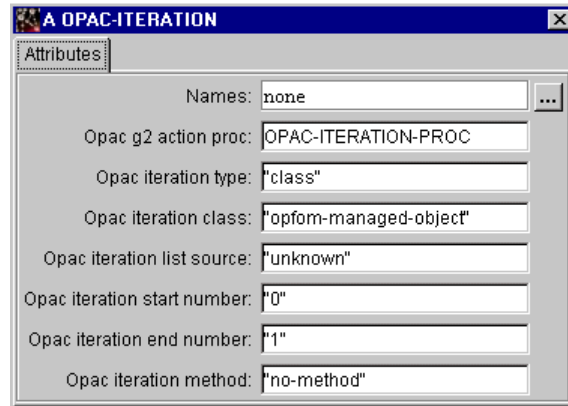 A OPAC-ITERATION
Attributes
Names: none ...
Opac g2 action proc: OPAC-ITERATION-PROC
Opac iteration type: "class"
Opac iteration class: "opfom-managed-object"
Opac iteration list source: "unknown"
Opac iteration start number: "0"
Opac iteration end number: "1"
Opac iteration method: "no-method"